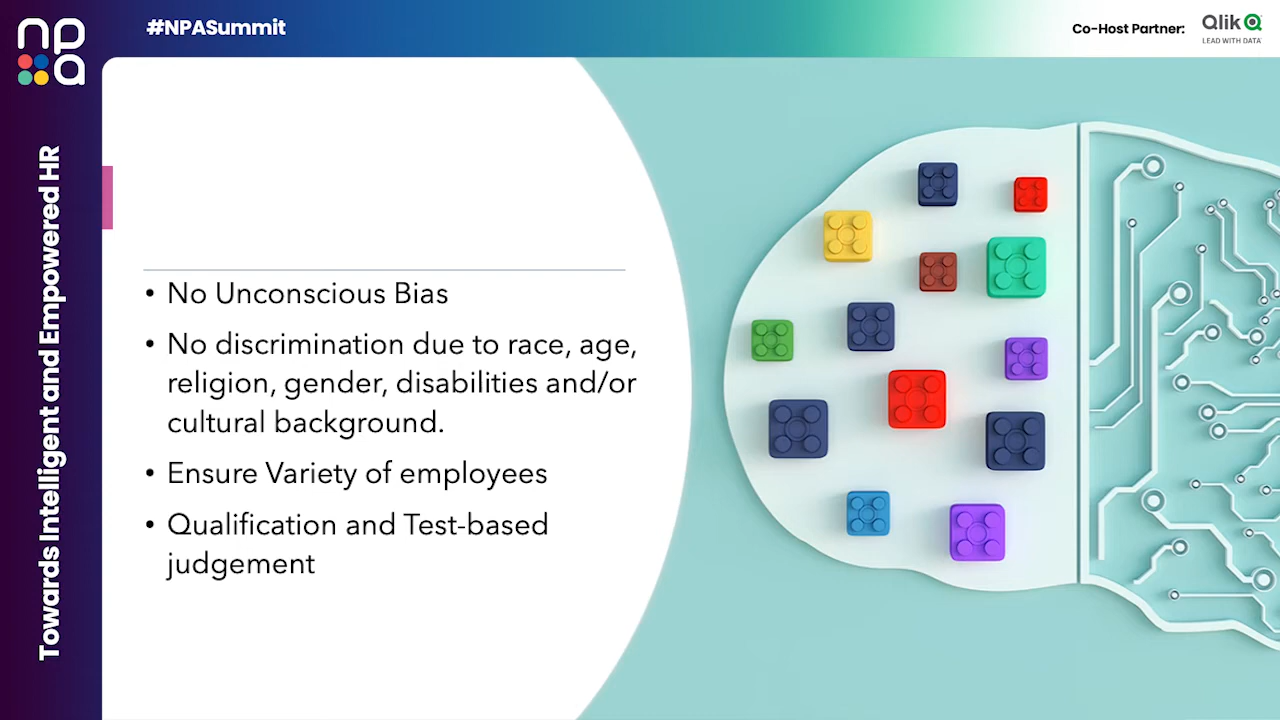 npa
#NPASummit
Co-Host Partner:
Qlik
LEAD WITH DATA
Towards Intelligent and Empowered HR
• No Unconscious Bias
• No discrimination due to race, age,
religion, gender, disabilities and/or
cultural background.
• Ensure Variety of employees
• Qualification and Test-based
judgement